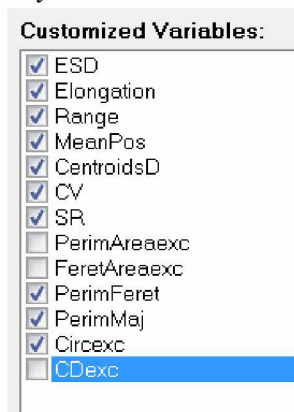 Customized Variables:
ESD
Elongation
Range
MeanPos
CentroidsD
CV
SR
PerimAreaexc
FeretAreaexc
PerimFeret
PerimMaj
Circexc
CDexc